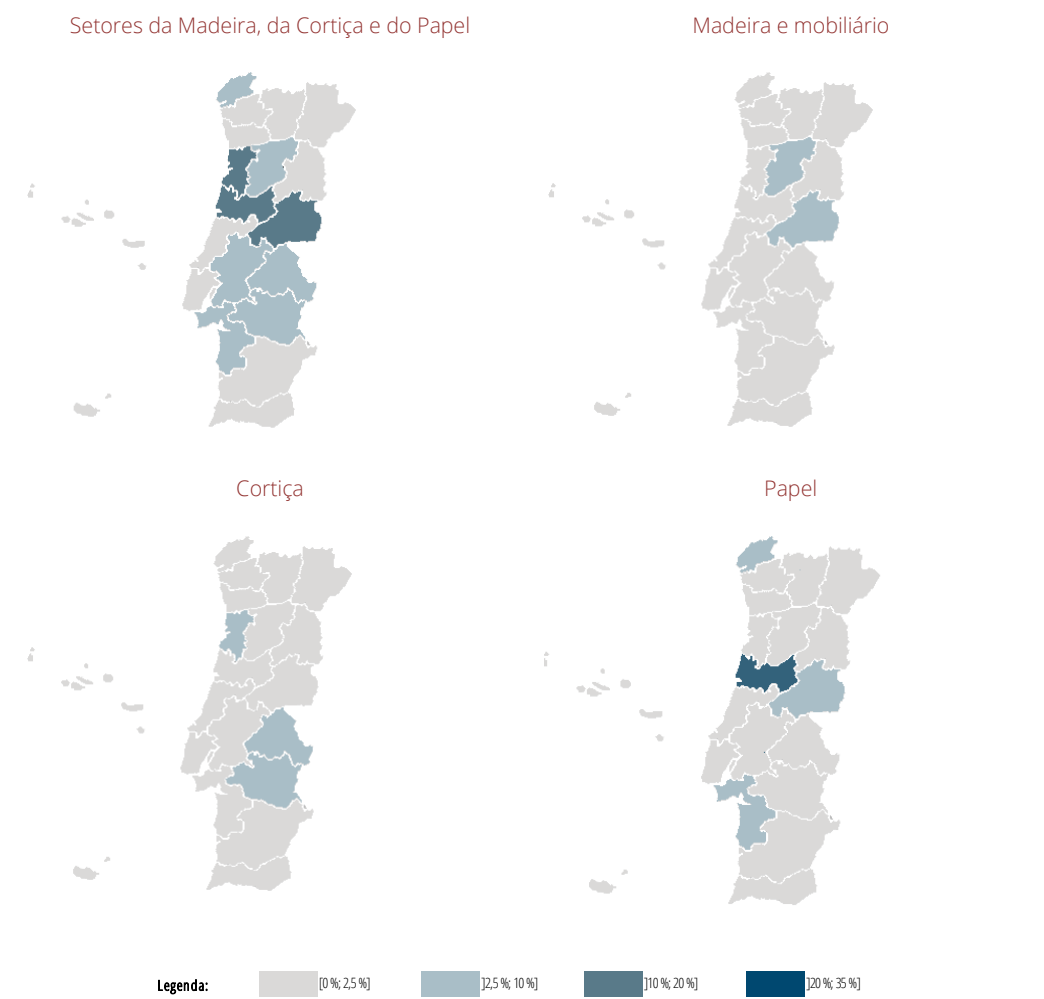 Setores da Madeira, da Cortiça e do Papel
Madeira e mobiliário
Cortiça
Papel
Legenda: [0 %; 2,5 %] ]2,5 %; 10 %] ]10 %; 20 %] ]20 %; 35 %]